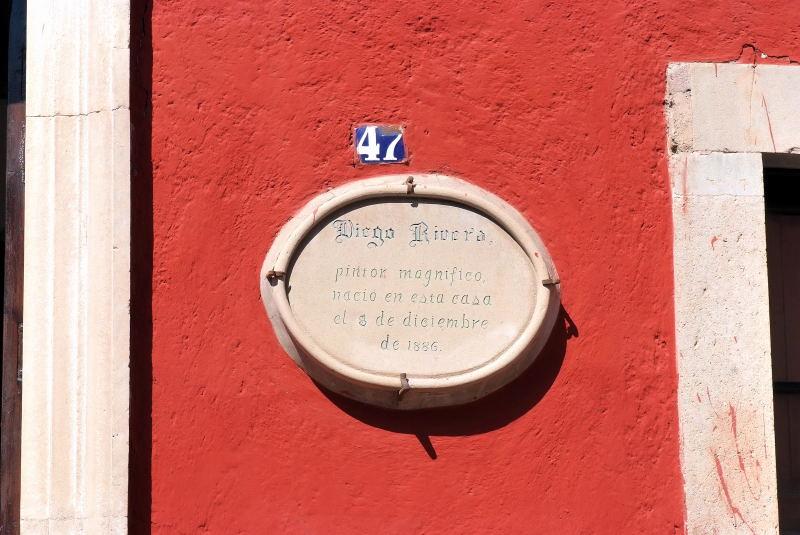 47
Diego Rivera,
pintor magnifico,
nació en esta casa
el 8 de diciembre
de 1886.